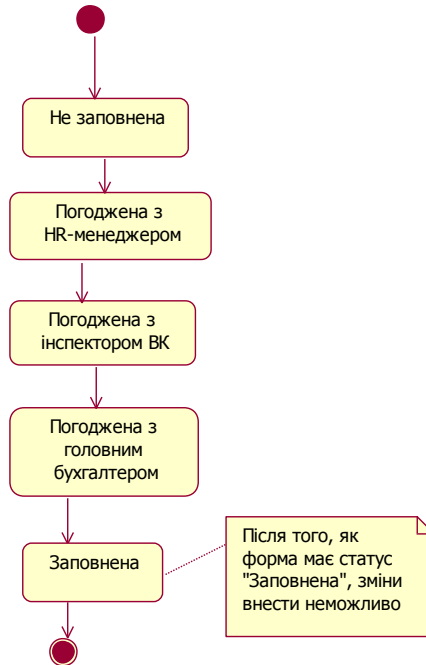 Не заповнена
Погоджена з
HR-менеджером
Погоджена з
інспектором ВК
Погоджена з
головним
бухгалтером
Заповнена
Після того, як
форма має статус
"Заповнена", зміни
внести неможливо